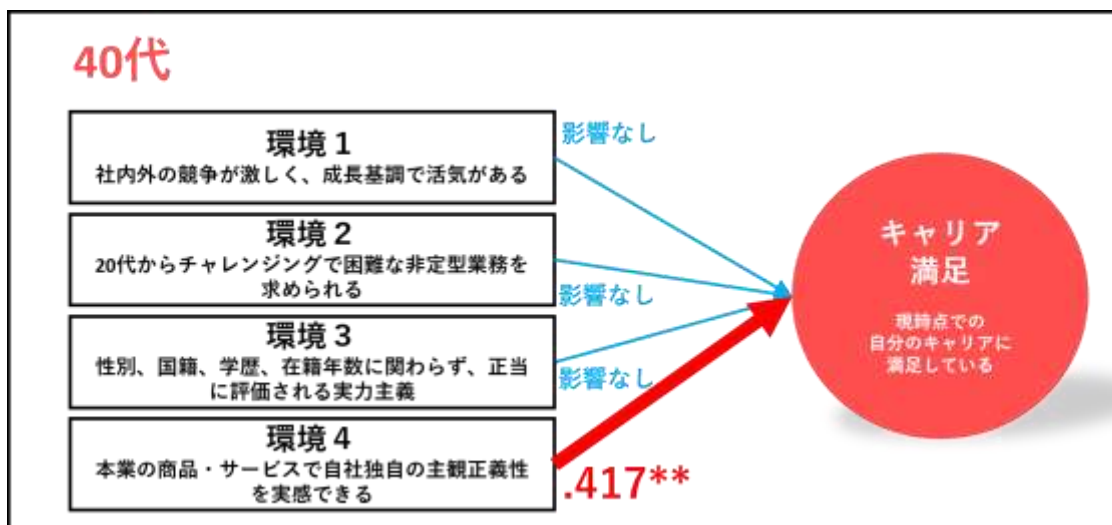 40代
環境１
社内外の競争が激しく、成長基調で活気がある
影響なし
環境２
20代からチャレンジングで困難な非定型業務を
求められる
影響なし
環境３
性別、国籍、学歴、在籍年数に関わらず、正当
に評価される実力主義
影響なし
環境４
本業の商品・サービスで自社独自の主観正義性
を実感できる
.417**
キャリア
満足
現時点での
自分のキャリアに
満足している